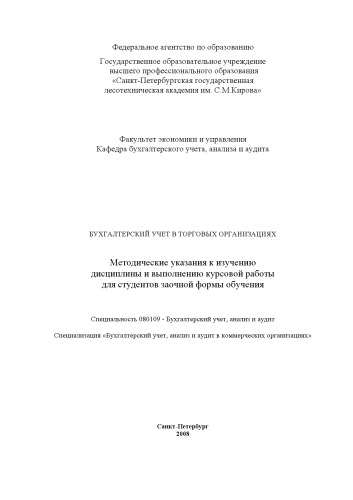 Федеральное агентство по образованию
Государственное образовательное учреждение
высшего профессионального образования
«Санкт-Петербургская государственная
лесотехническая академия им. С.М.Кирова»
Факультет экономики и управления
Кафедра бухгалтерского учета, анализа и аудита
БУХГАЛТЕРСКИЙ УЧЕТ В ТОРГОВЫХ ОРГАНИЗАЦИЯХ
Методические указания к изучению
дисциплины и выполнению курсовой работы
для студентов заочной формы обучения
Специальность 080109 - Бухгалтерский учет, анализ и аудит
Специализация «Бухгалтерский учет, анализ и аудит в коммерческих организациях»
Санкт-Петербург
2008